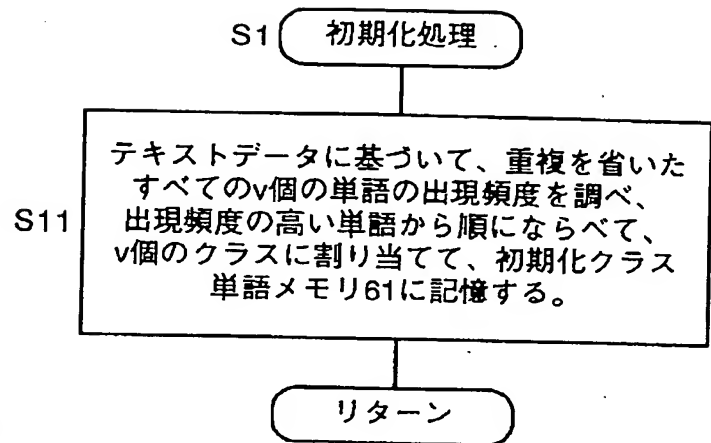 S1 初期化処理
テキストデータに基づいて、重複を省いた
すべてのv個の単語の出現頻度を調べ、
S11 出現頻度の高い単語から順にならべて、
v個のクラスに割り当てて、初期化クラス
単語メモリ61に記憶する。
リターン